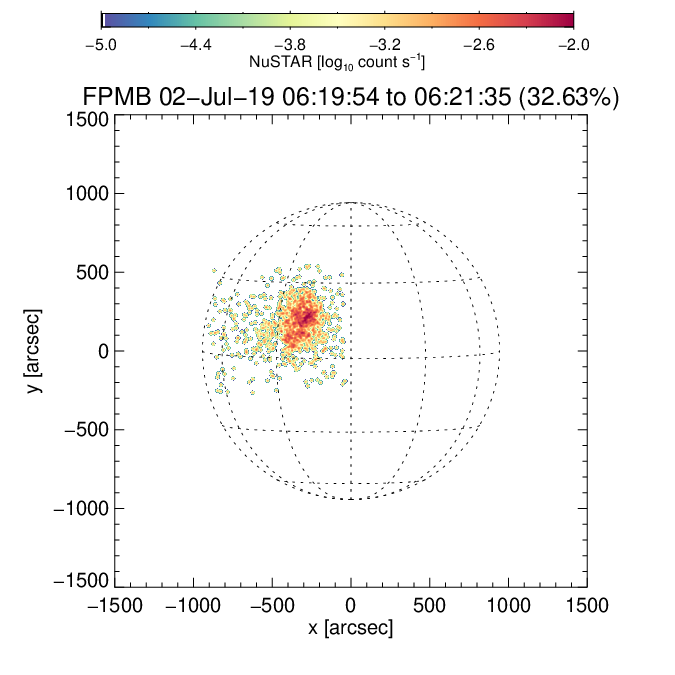 −5.0 −4.4 −3.8 −3.2 −2.6 −2.0
NuSTAR [log₁₀ count s⁻¹]
FPMB 02−Jul−19 06:19:54 to 06:21:35 (32.63%)
1500
1000
500
0
−500
−1000
−1500
y [arcsec]
−1500 −1000 −500 0 500 1000 1500
x [arcsec]